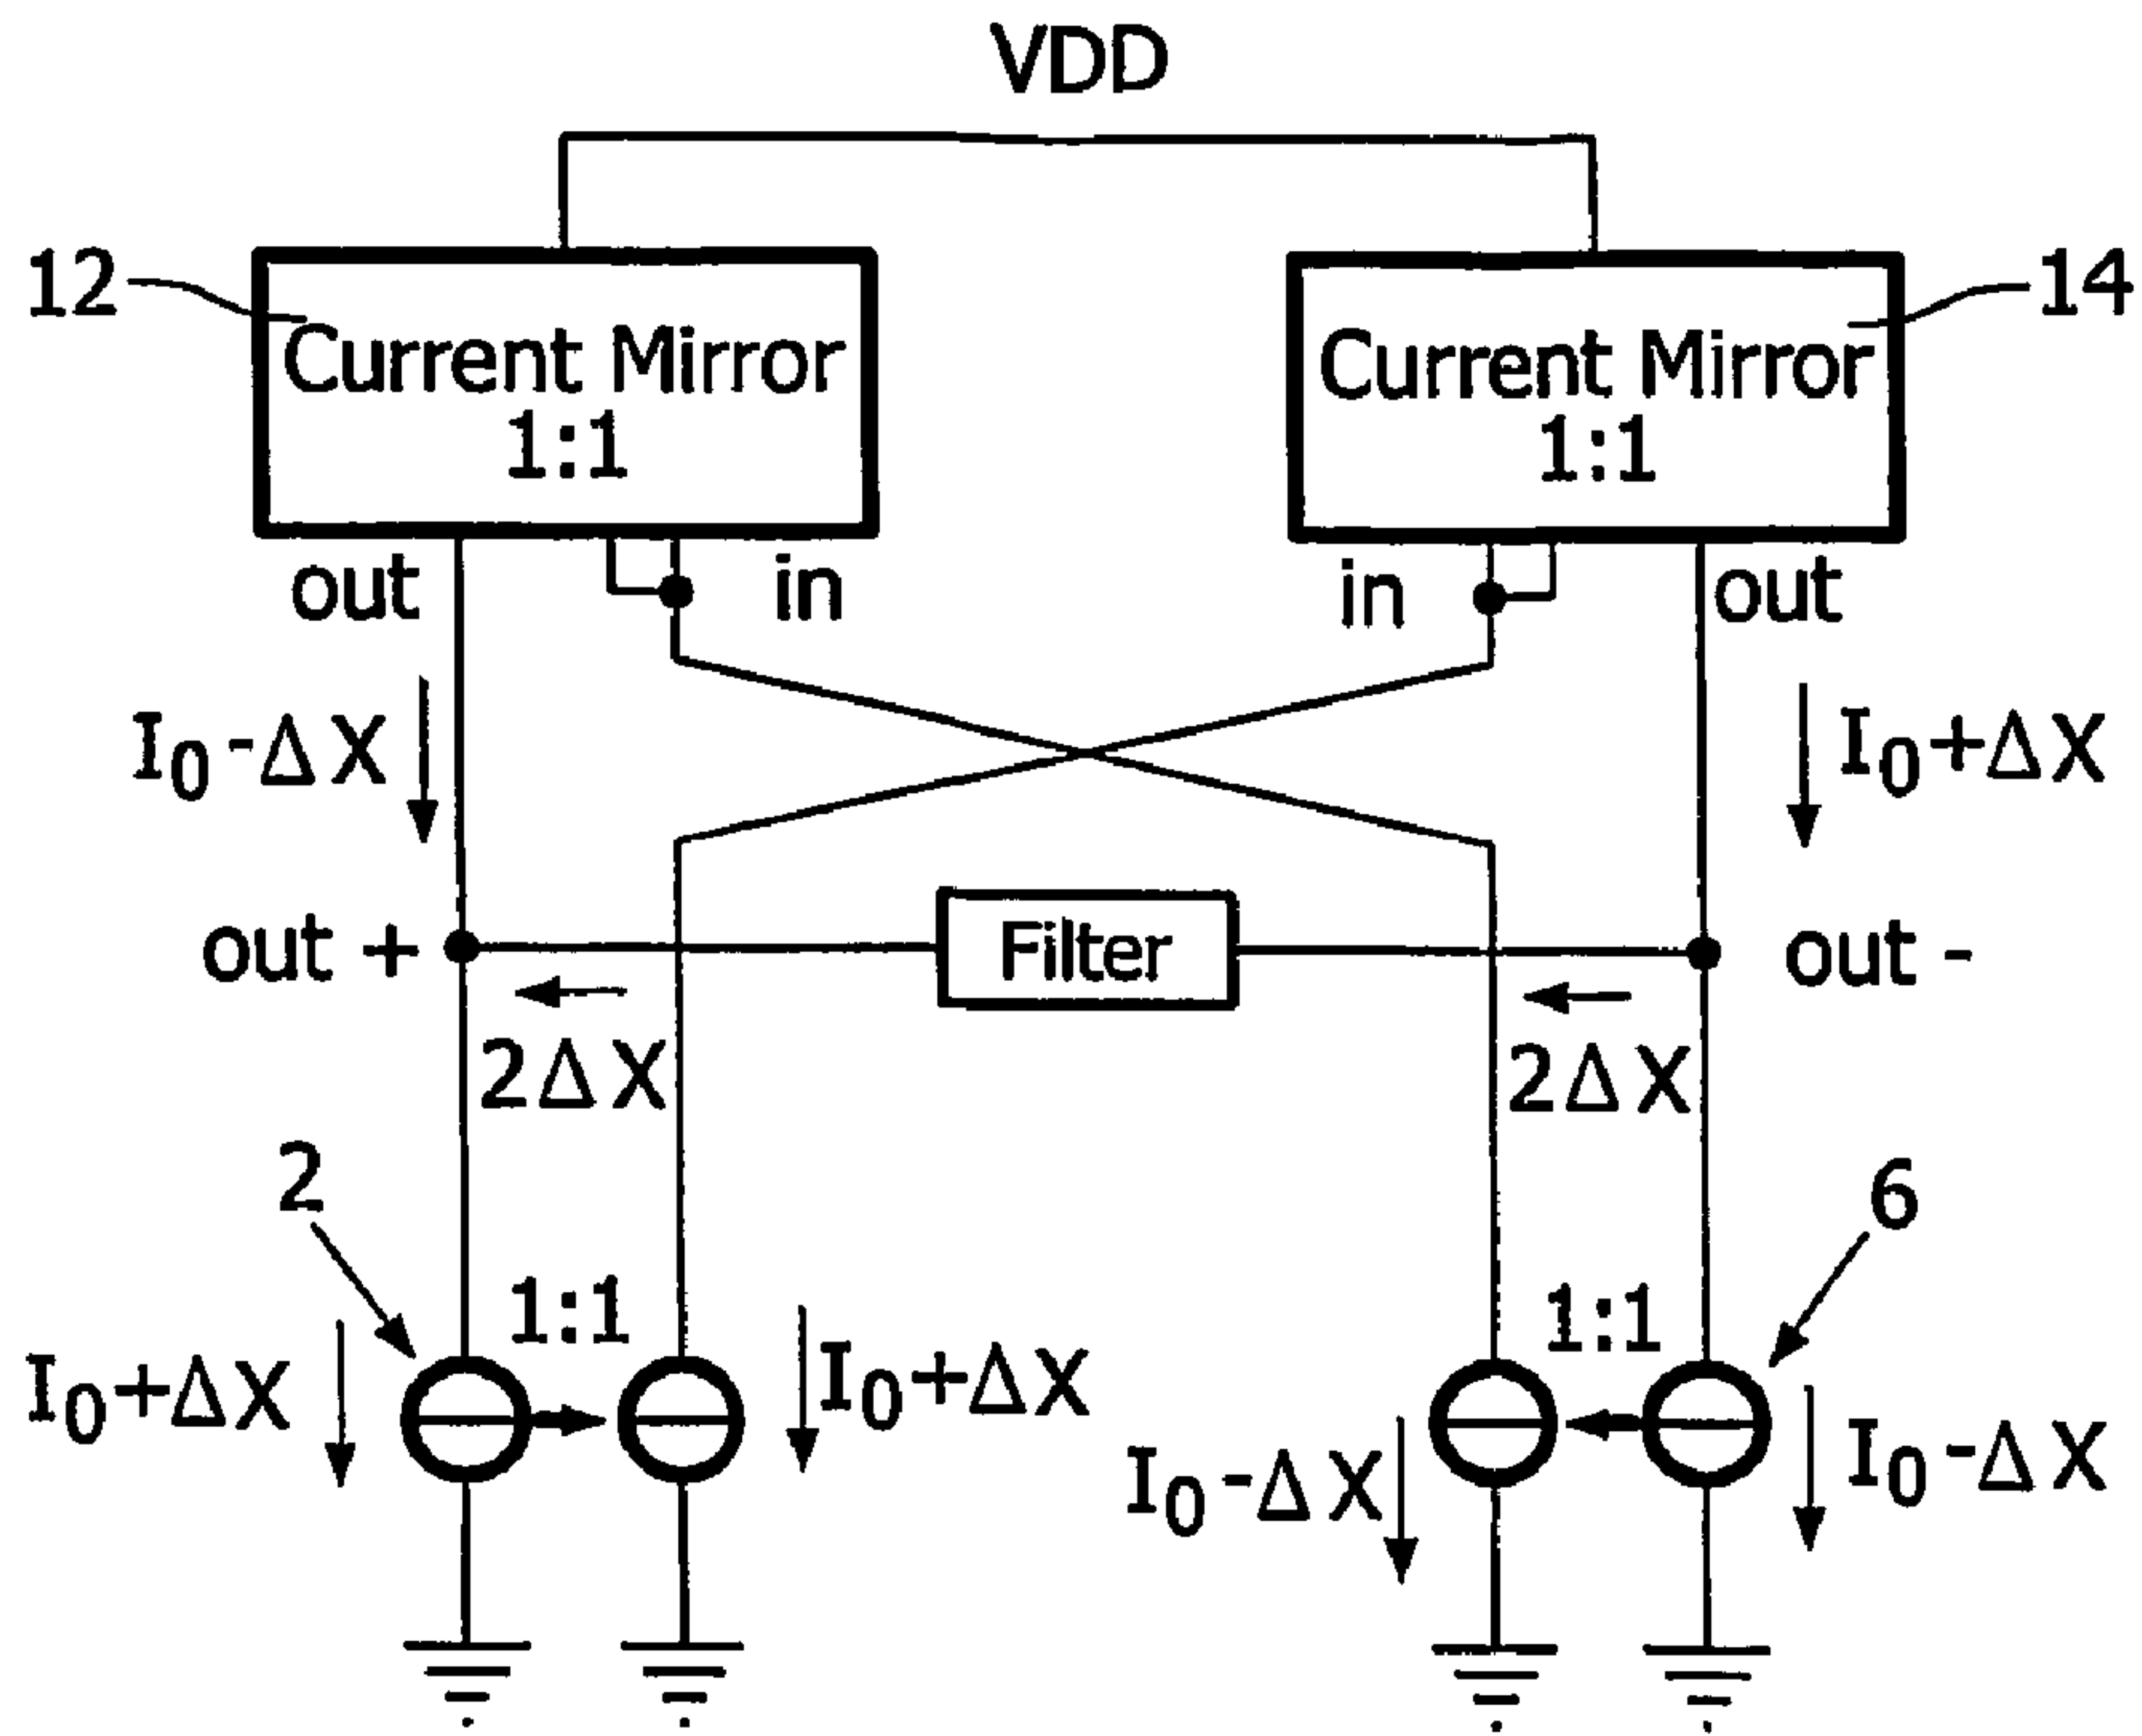 VDD
12
Current Mirror
1:1
14
Current Mirror
1:1
out
in
in
out
I0-ΔX
I0+ΔX
out +
Filter
out -
2ΔX
2ΔX
2
6
1:1
1:1
I0+ΔX
I0+ΔX
I0-ΔX
I0-ΔX